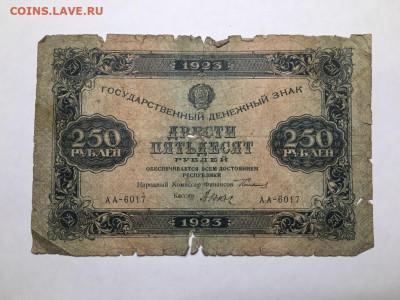 COINS.LAVE.RU
1923
ГОСУДАРСТВЕННЫЙ ДЕНЕЖНЫЙ ЗНАК
250
РУБЛЕЙ
ДВЕСТИ
ПЯТЬДЕСЯТ
РУБЛЕЙ
250
РУБЛЕЙ
ОБЕСПЕЧИВАЕТСЯ ВСЕМ ДОСТОЯНИЕМ
РЕСПУБЛИКИ
Народный Комиссар Финансов
Кассир
АА-6017 АА-6017
1923